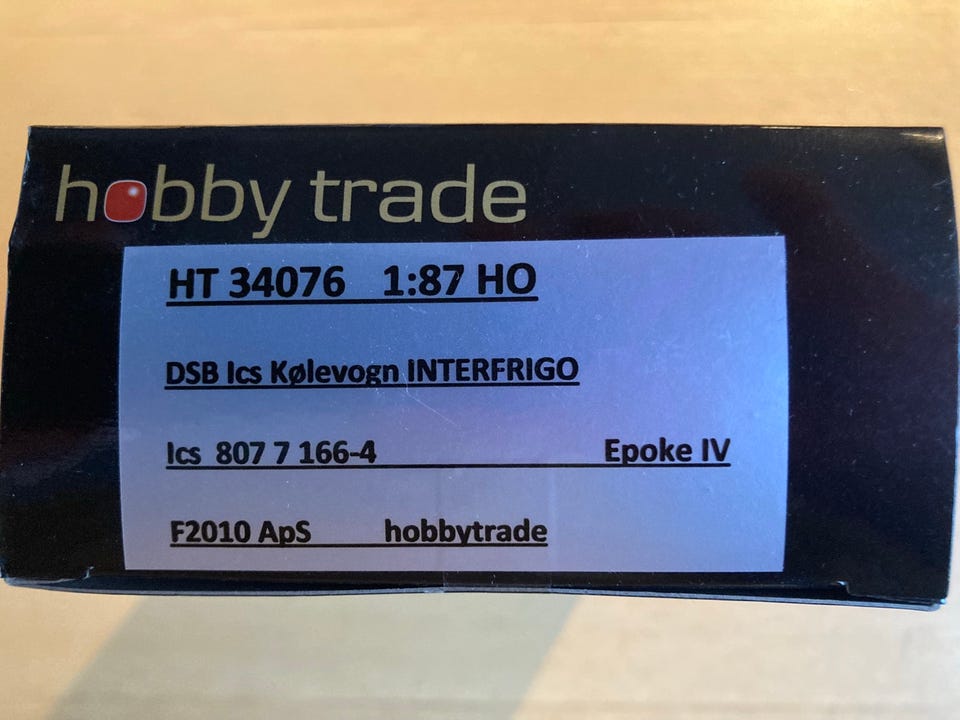 hobby trade
HT 34076 1:87 HO
DSB Ics Kølevogn INTERFRIGO
Ics 807 7 166-4 Epoke IV
F2010 ApS hobbytrade